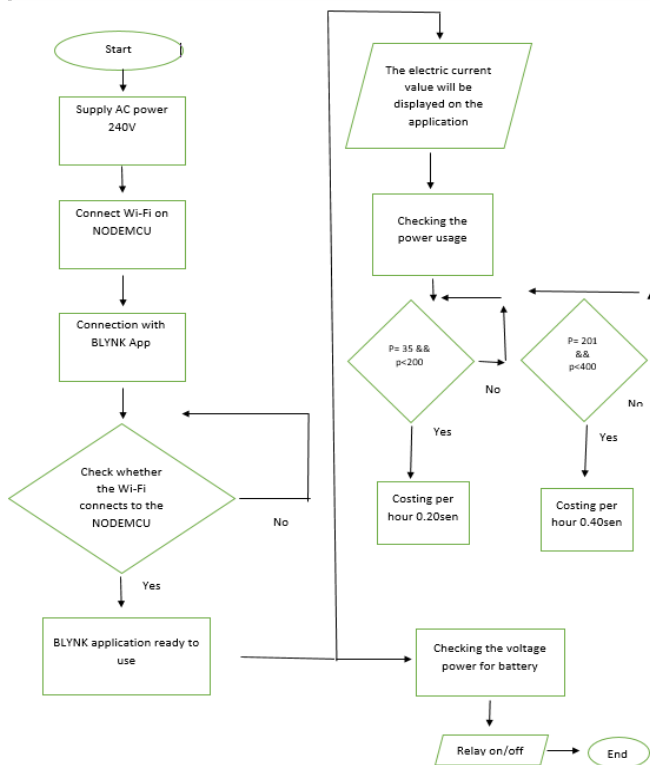 Start
Supply AC power
240V
Connect Wi-Fi on
NODEMCU
Connection with
BLYNK App
Check whether
the Wi-Fi
connects to the
NODEMCU
No
Yes
BLYNK application ready to
use
The electric current
value will be
displayed on the
application
Checking the
power usage
P= 35 &&
p<200
No
Yes
Costing per
hour 0.20sen
P= 201
&&
p<400
No
Yes
Costing per
hour 0.40sen
Checking the voltage
power for battery
Relay on/off
End